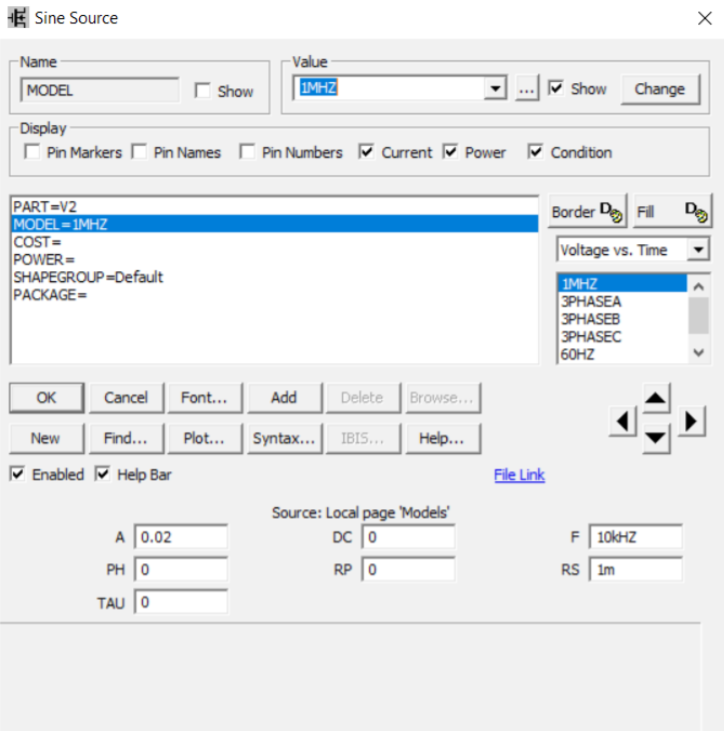 Sine Source
Name
MODEL Show
Value
1MHZ ... Show Change
Display
Pin Markers Pin Names Pin Numbers Current Power Condition
PART=V2
MODEL=1MHZ
COST=
POWER=
SHAPEGROUP=Default
PACKAGE=
Border D Fill D
Voltage vs. Time
1MHZ
3PHASEA
3PHASEB
3PHASEC
60HZ
OK Cancel Font... Add Delete Browse...
New Find... Plot... Syntax... IBIS... Help...
Enabled Help Bar File Link
Source: Local page 'Models'
A 0.02 DC 0 F 10kHZ
PH 0 RP 0 RS 1m
TAU 0